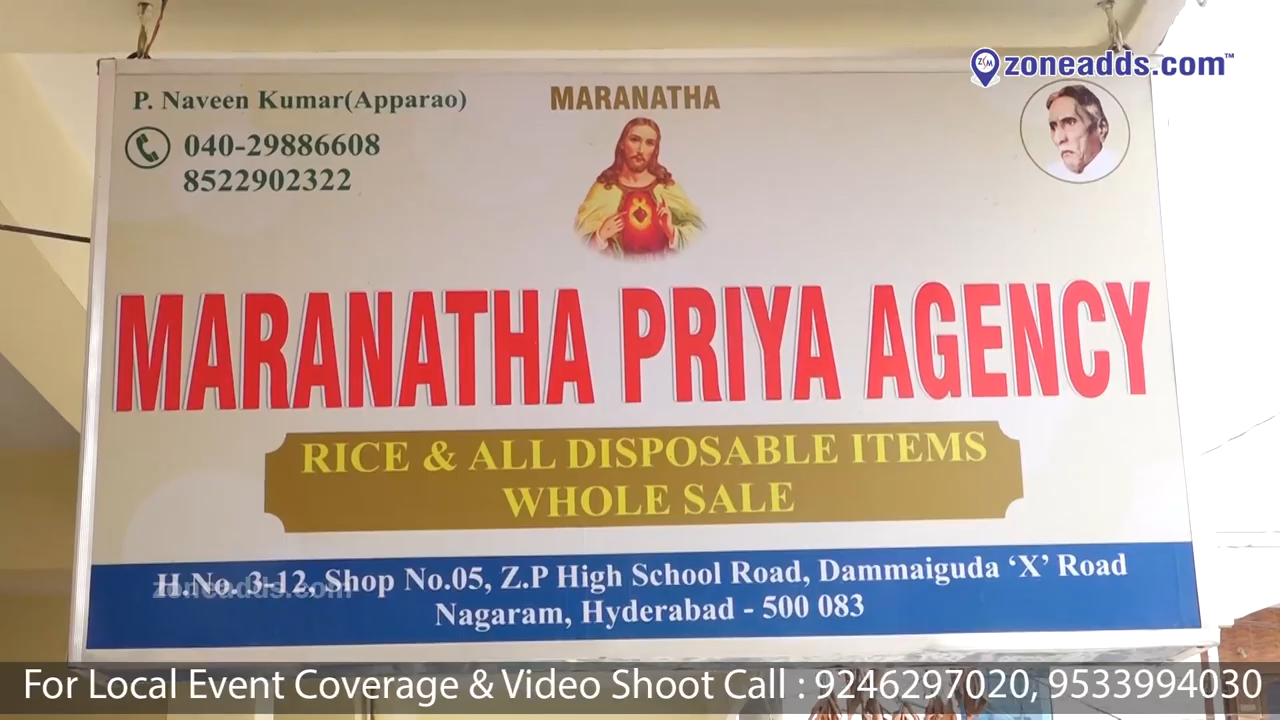 zoneadds.com™
P. Naveen Kumar(Apparao)
MARANATHA
040-29886608
8522902322
MARANATHA PRIYA AGENCY
RICE & ALL DISPOSABLE ITEMS
WHOLE SALE
H.No. 3-12, Shop No.05, Z.P High School Road, Dammaiguda ‘X’ Road
zoneadds.com
Nagaram, Hyderabad - 500 083
For Local Event Coverage & Video Shoot Call : 9246297020, 9533994030